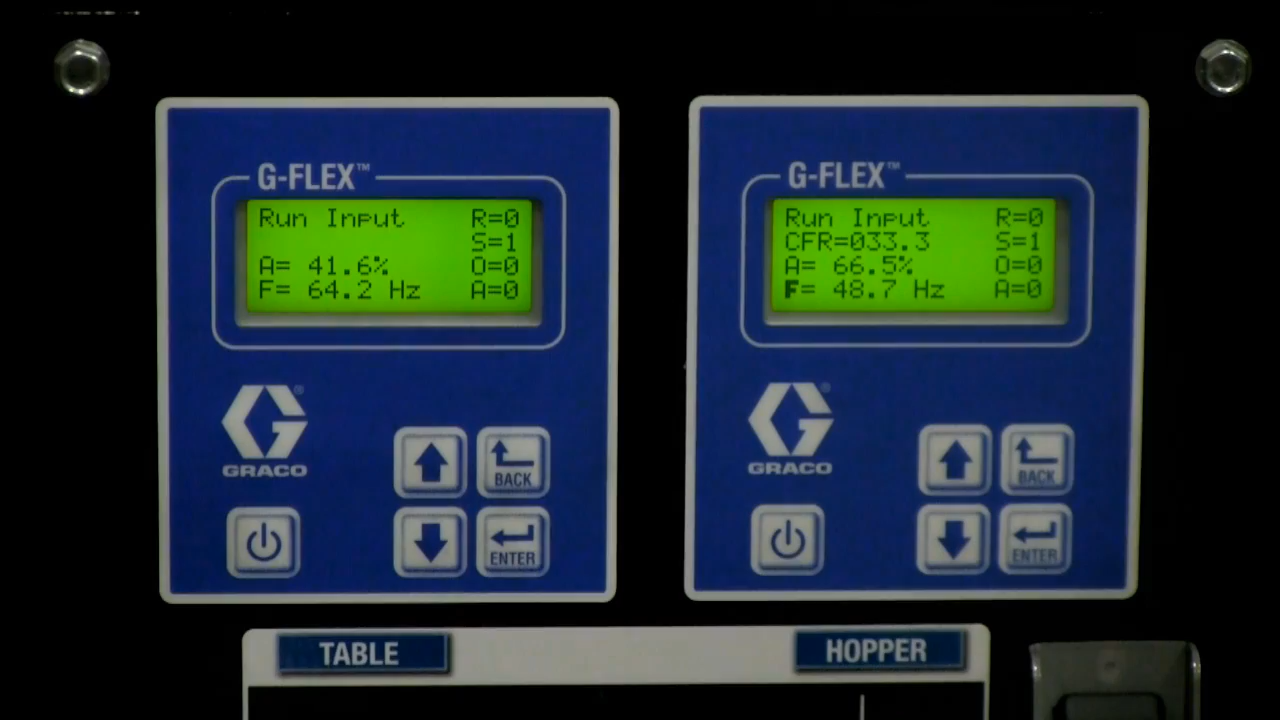 G-FLEX™
Run Input R=0
S=1
A= 41.6% O=0
F= 64.2 Hz A=0
GRACO®
BACK
ENTER
G-FLEX™
Run Input R=0
CFR=033.3 S=1
A= 66.5% O=0
F= 48.7 Hz A=0
GRACO®
BACK
ENTER
TABLE
HOPPER